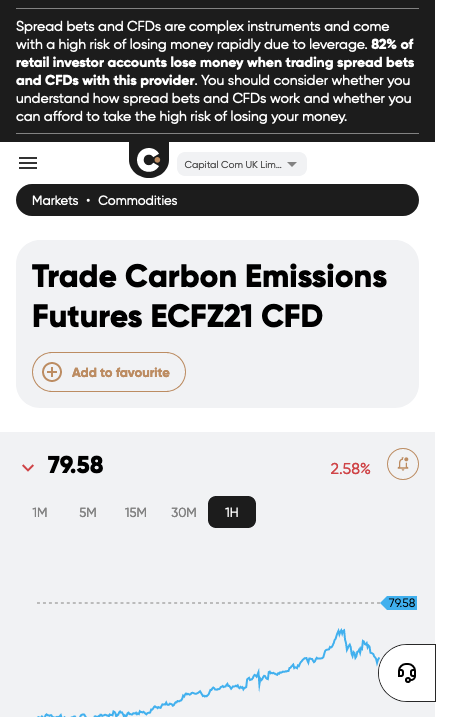 Spread bets and CFDs are complex instruments and come
with a high risk of losing money rapidly due to leverage. 82% of
retail investor accounts lose money when trading spread bets
and CFDs with this provider. You should consider whether you
understand how spread bets and CFDs work and whether you
can afford to take the high risk of losing your money.
Capital Com UK Lim...
Markets • Commodities
Trade Carbon Emissions
Futures ECFZ21 CFD
Add to favourite
79.58
2.58%
1M 5M 15M 30M 1H
79.58